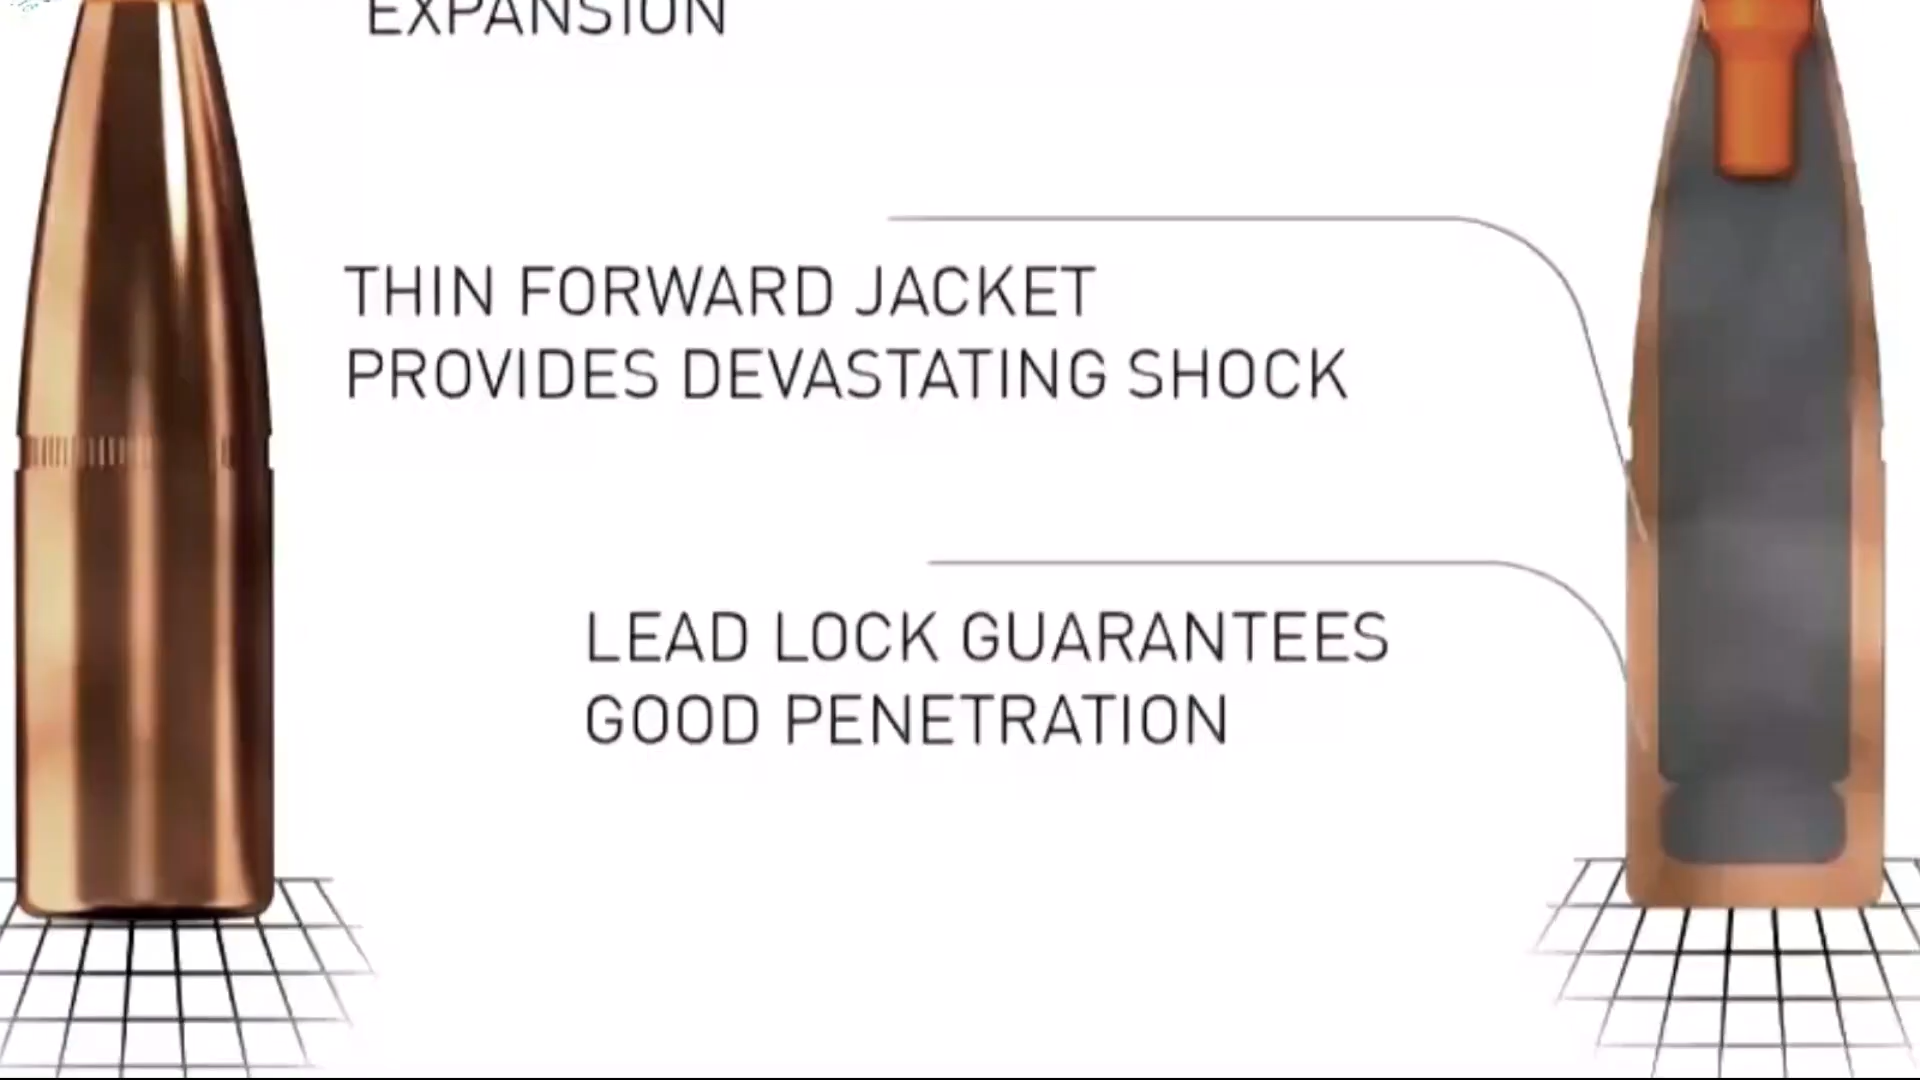 EXPANSION
THIN FORWARD JACKET
PROVIDES DEVASTATING SHOCK
LEAD LOCK GUARANTEES
GOOD PENETRATION